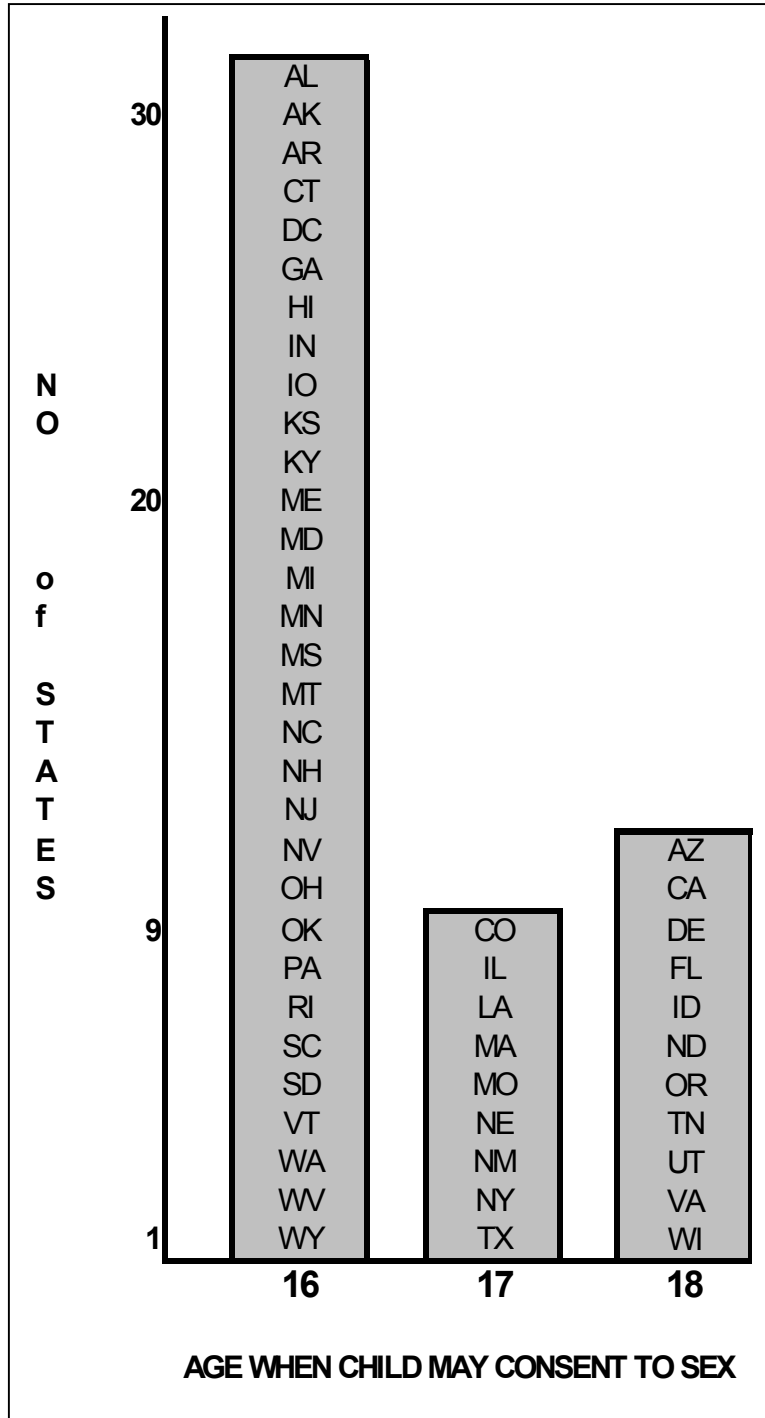 30
20
9
1
NO of STATES
AL
AK
AR
CT
DC
GA
HI
IN
IO
KS
KY
ME
MD
MI
MN
MS
MT
NC
NH
NJ
NV
OH
OK
PA
RI
SC
SD
VT
WA
WV
WY
CO
IL
LA
MA
MO
NE
NM
NY
TX
AZ
CA
DE
FL
ID
ND
OR
TN
UT
VA
WI
16 17 18
AGE WHEN CHILD MAY CONSENT TO SEX